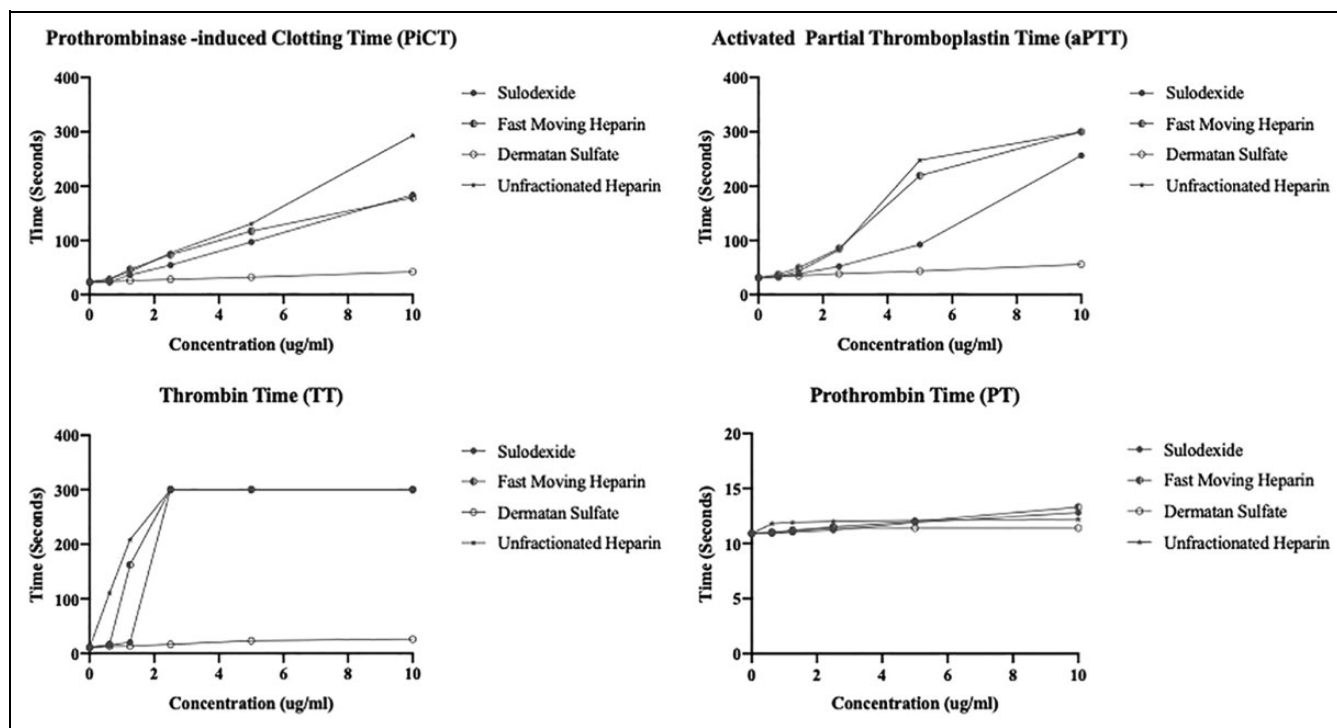 Prothrombinase -induced Clotting Time (PiCT)
400
300
200
100
0
Time (Seconds)
0 2 4 6 8 10
Concentration (ug/ml)
Sulodexide
Fast Moving Heparin
Dermatan Sulfate
Unfractionated Heparin
Activated Partial Thromboplastin Time (aPTT)
400
300
200
100
0
Time (Seconds)
0 2 4 6 8 10
Concentration (ug/ml)
Sulodexide
Fast Moving Heparin
Dermatan Sulfate
Unfractionated Heparin
Thrombin Time (TT)
400
300
200
100
0
Time (Seconds)
0 2 4 6 8 10
Concentration (ug/ml)
Sulodexide
Fast Moving Heparin
Dermatan Sulfate
Unfractionated Heparin
Prothrombin Time (PT)
20
15
10
5
0
Time (Seconds)
0 2 4 6 8 10
Concentration (ug/ml)
Sulodexide
Fast Moving Heparin
Dermatan Sulfate
Unfractionated Heparin